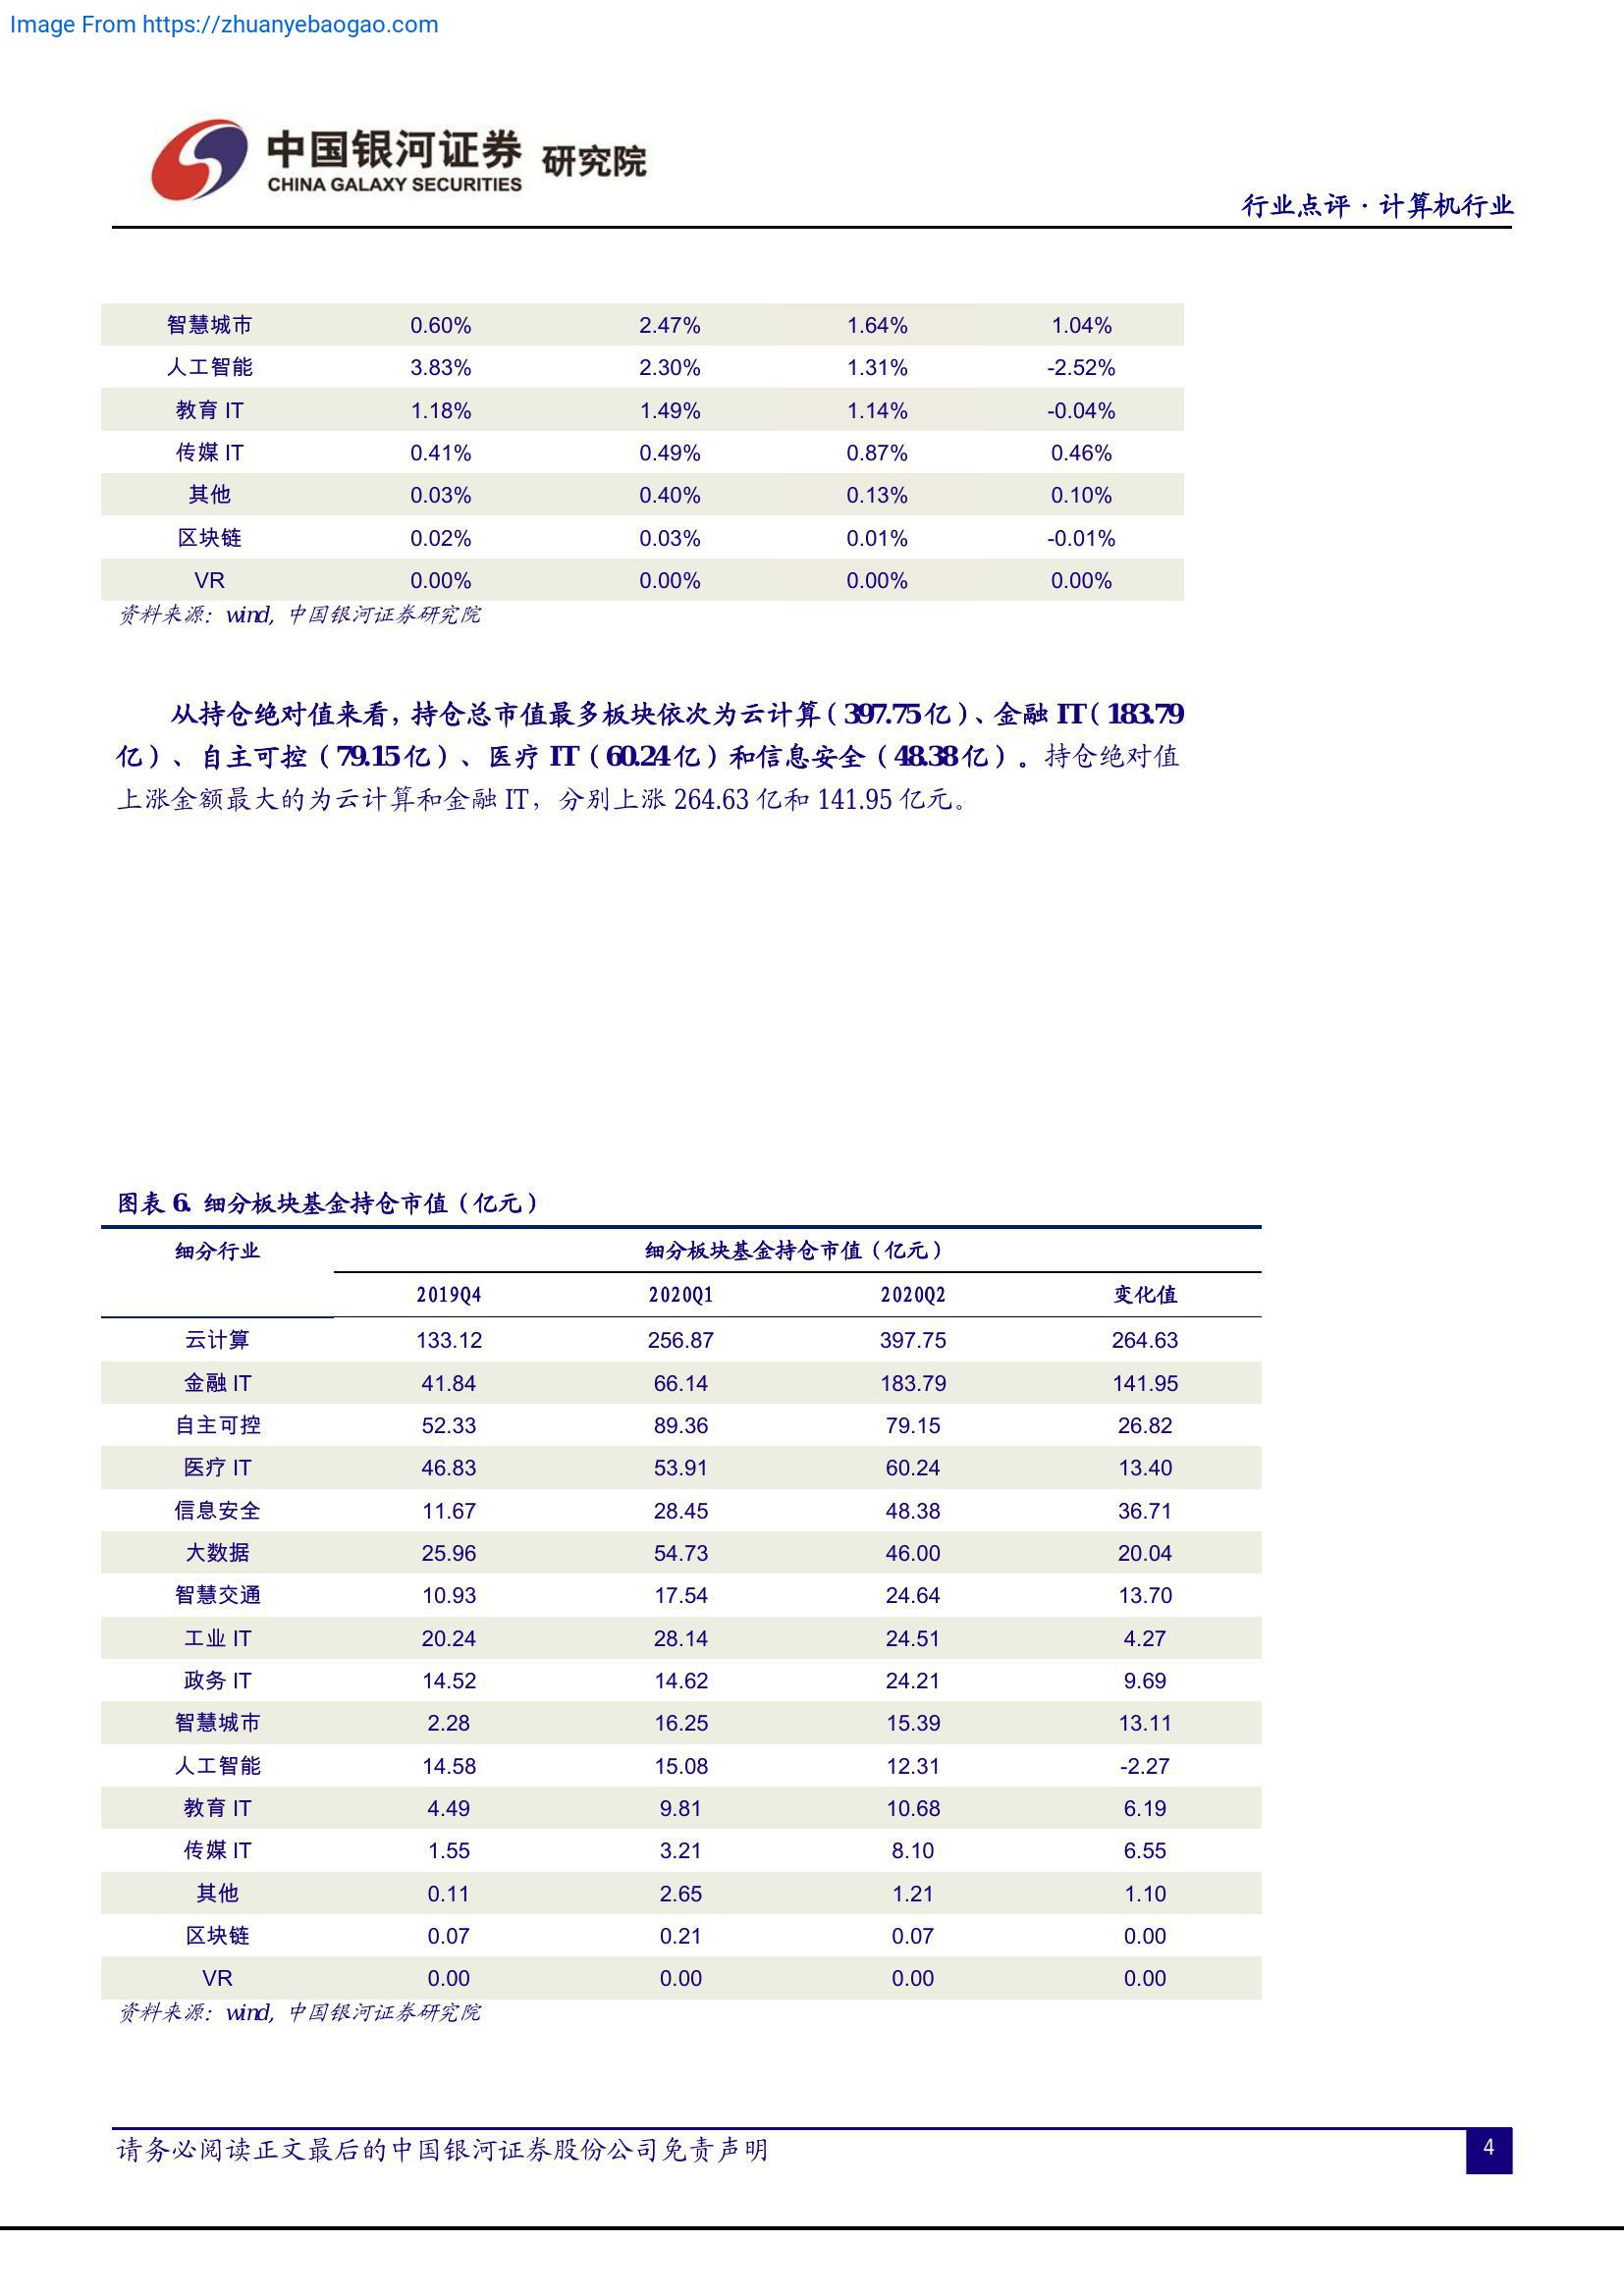 Image From https://zhuanyebaogao.com
中国银河证券 研究院
CHINA GALAXY SECURITIES
行业点评·计算机行业
智慧城市 0.60% 2.47% 1.64% 1.04%
人工智能 3.83% 2.30% 1.31% -2.52%
教育 IT 1.18% 1.49% 1.14% -0.04%
传媒 IT 0.41% 0.49% 0.87% 0.46%
其他 0.03% 0.40% 0.13% 0.10%
区块链 0.02% 0.03% 0.01% -0.01%
VR 0.00% 0.00% 0.00% 0.00%
资料来源：wind, 中国银河证券研究院
从持仓绝对值来看，持仓总市值最多板块依次为云计算（397.75亿）、金融 IT（183.79
亿）、自主可控（79.15亿）、医疗 IT（60.24亿）和信息安全（48.38亿）。持仓绝对值
上涨金额最大的为云计算和金融 IT，分别上涨 264.63 亿和 141.95 亿元。
图表 6. 细分板块基金持仓市值（亿元）
细分行业 细分板块基金持仓市值（亿元）
2019Q4 2020Q1 2020Q2 变化值
云计算 133.12 256.87 397.75 264.63
金融 IT 41.84 66.14 183.79 141.95
自主可控 52.33 89.36 79.15 26.82
医疗 IT 46.83 53.91 60.24 13.40
信息安全 11.67 28.45 48.38 36.71
大数据 25.96 54.73 46.00 20.04
智慧交通 10.93 17.54 24.64 13.70
工业 IT 20.24 28.14 24.51 4.27
政务 IT 14.52 14.62 24.21 9.69
智慧城市 2.28 16.25 15.39 13.11
人工智能 14.58 15.08 12.31 -2.27
教育 IT 4.49 9.81 10.68 6.19
传媒 IT 1.55 3.21 8.10 6.55
其他 0.11 2.65 1.21 1.10
区块链 0.07 0.21 0.07 0.00
VR 0.00 0.00 0.00 0.00
资料来源：wind, 中国银河证券研究院
请务必阅读正文最后的中国银河证券股份公司免责声明 4